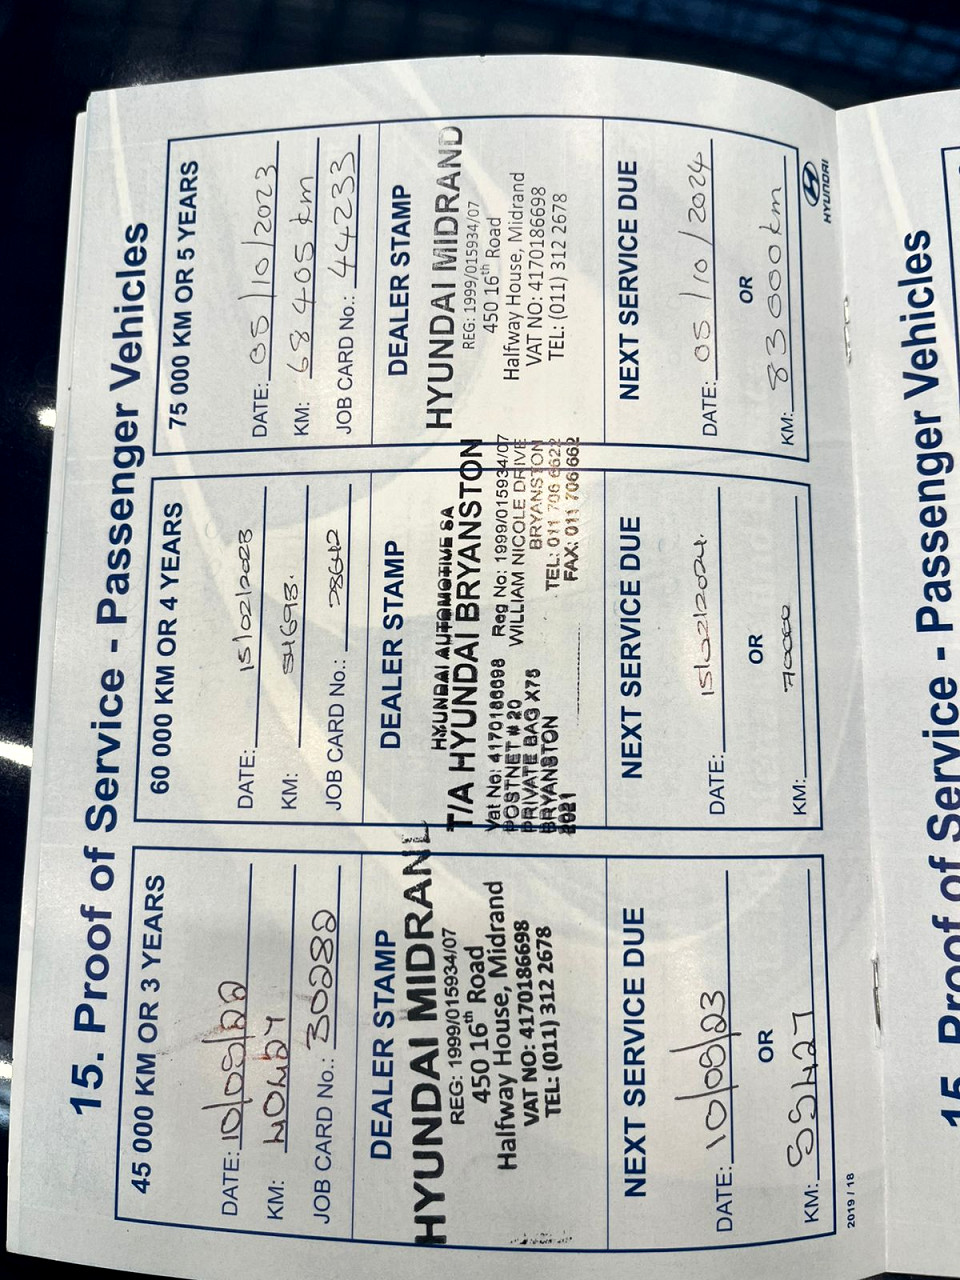 15. Proof of Service - Passenger Vehicles
45 000 KM OR 3 YEARS
DATE: 10/08/22
KM: 40427
JOB CARD No.: 30280
DEALER STAMP
HYUNDAI MIDRAND
REG: 1999/015934/07
450 16th Road
Halfway House, Midrand
VAT NO: 4170186698
TEL: (011) 312 2678
NEXT SERVICE DUE
DATE: 10/08/23
OR
KM: 55427
60 000 KM OR 4 YEARS
DATE: 15/02/2023
KM: 54693.
JOB CARD No.: 38642
DEALER STAMP
HYUNDAI AUTOMOTIVE SA
T/A HYUNDAI BRYANSTON
Vat No: 4170186698 Reg No: 1999/015934/07
POSTNET # 20 WILLIAM NICOLE DRIVE
PRIVATE BAG X75 BRYANSTON
BRYANSTON TEL: 011 706 6622
2021 FAX: 011 706 662
NEXT SERVICE DUE
DATE: 15/02/2024.
OR
KM: 70000
75 000 KM OR 5 YEARS
DATE: 05/10/2023
KM: 68 405 km
JOB CARD No.: 44233
DEALER STAMP
HYUNDAI MIDRAND
REG: 1999/015934/07
450 16th Road
Halfway House, Midrand
VAT NO: 4170186698
TEL: (011) 312 2678
NEXT SERVICE DUE
DATE: 05/10/2024
OR
KM: 83 000 km
2019 / 18
HYUNDAI
15. Proof of Service - Passenger Vehicles